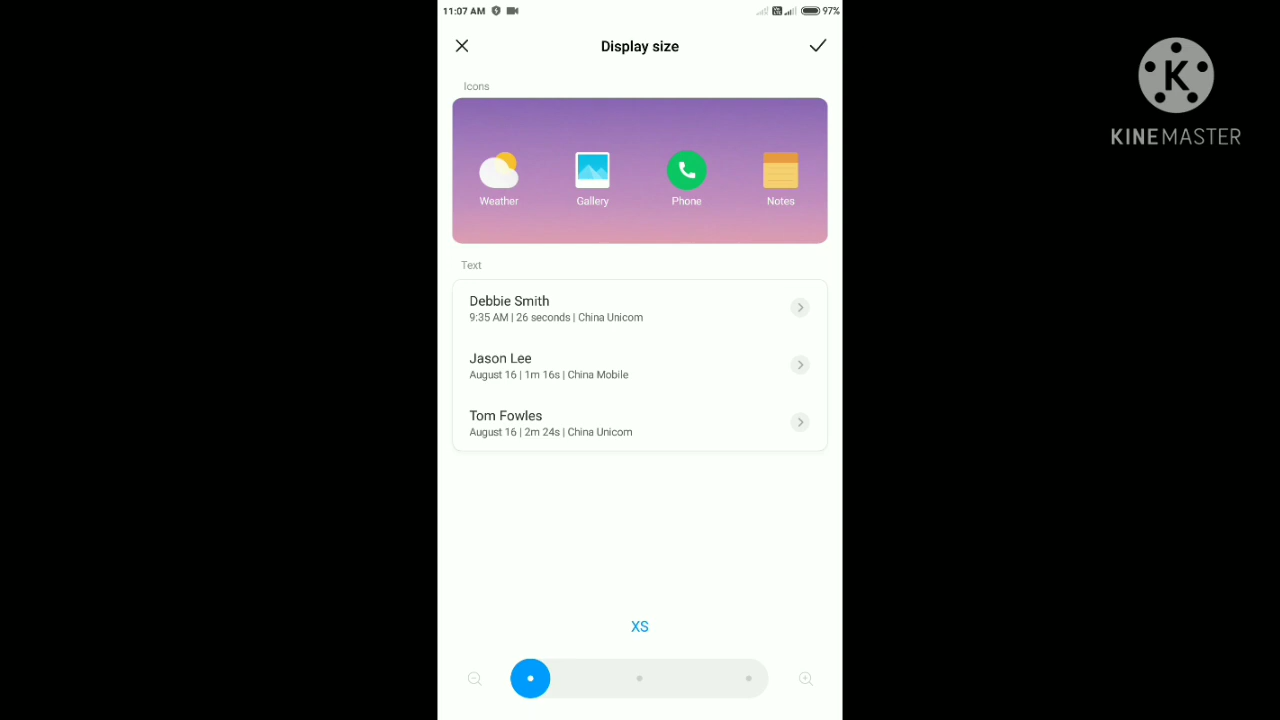 11:07 AM 97%
Display size
Icons
Weather Gallery Phone Notes
Text
Debbie Smith
9:35 AM | 26 seconds | China Unicom
Jason Lee
August 16 | 1m 16s | China Mobile
Tom Fowles
August 16 | 2m 24s | China Unicom
XS
K
KINEMASTER